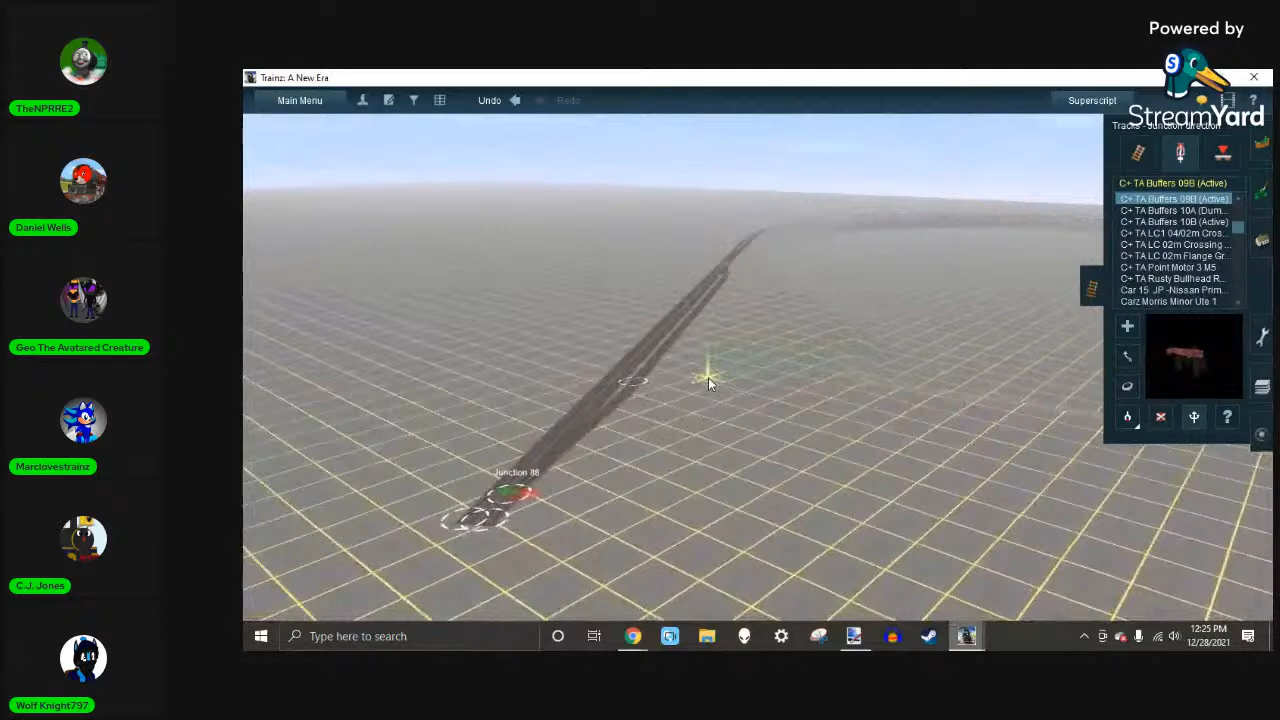 Powered by
StreamYard
TheNPRRE2
Daniel Wells
Geo The Avatared Creature
Marclovestrainz
C.J. Jones
Wolf Knight797
Trainz: A New Era
Main Menu
Undo
Redo
Superscript
?
Tracks - Junction direction
C+ TA Buffers 09B (Active)
C+ TA Buffers 09B (Active)
C+ TA Buffers 10A (Dum...
C+ TA Buffers 10B (Active)
C+ TA LC1 04/02m Cros...
C+ TA LC 02m Crossing ...
C+ TA LC 02m Flange Gr...
C+ TA Point Motor 3 M5
C+ TA Rusty Bullhead R...
Car 15 JP -Nissan Prim...
Carz Morris Minor Ute 1
?
Junction 88
Type here to search
12:25 PM
12/28/2021